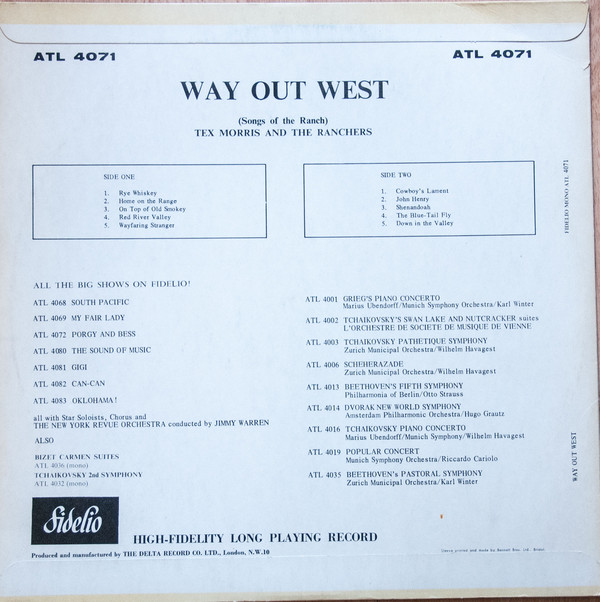 ATL 4071
ATL 4071
WAY OUT WEST
(Songs of the Ranch)
TEX MORRIS AND THE RANCHERS
SIDE ONE
1. Rye Whiskey
2. Home on the Range
3. On Top of Old Smokey
4. Red River Valley
5. Wayfaring Stranger
SIDE TWO
1. Cowboy's Lament
2. John Henry
3. Shenandoah
4. The Blue-Tail Fly
5. Down in the Valley
FIDELIO MONO ATL 4071
ALL THE BIG SHOWS ON FIDELIO!
ATL 4068 SOUTH PACIFIC
ATL 4069 MY FAIR LADY
ATL 4072 PORGY AND BESS
ATL 4080 THE SOUND OF MUSIC
ATL 4081 GIGI
ATL 4082 CAN-CAN
ATL 4083 OKLOHAMA!
all with Star Soloists, Chorus and
THE NEW YORK REVUE ORCHESTRA conducted by JIMMY WARREN
ALSO
BIZET CARMEN SUITES
ATL 4036 (mono)
TCHAIKOVSKY 2nd SYMPHONY
ATL 4032 (mono)
ATL 4001 GRIEG'S PIANO CONCERTO
Marius Ubendorff/Munich Symphony Orchestra/Karl Winter
ATL 4002 TCHAIKOVSKY'S SWAN LAKE AND NUTCRACKER suites
L'ORCHESTRE DE SOCIETE DE MUSIQUE DE VIENNE
ATL 4003 TCHAIKOVSKY PATHETIQUE SYMPHONY
Zurich Municipal Orchestra/Wilhelm Havagest
ATL 4006 SCHEHERAZADE
Zurich Municipal Orchestra/Wilhelm Havagest
ATL 4013 BEETHOVEN'S FIFTH SYMPHONY
Philharmonia of Berlin/Otto Strauss
ATL 4014 DVORAK NEW WORLD SYMPHONY
Amsterdam Philharmonic Orchestra/Hugo Grautz
ATL 4016 TCHAIKOVSKY PIANO CONCERTO
Marius Ubendorff/Munich Symphony/Wilhelm Havagest
ATL 4019 POPULAR CONCERT
Munich Symphony Orchestra/Riccardo Cariolo
ATL 4035 BEETHOVEN's PASTORAL SYMPHONY
Zurich Municipal Orchestra/Karl Winter
WAY OUT WEST
Fidelio
HIGH-FIDELITY LONG PLAYING RECORD
Produced and manufactured by THE DELTA RECORD CO. LTD., London, N.W.10
printed and made by